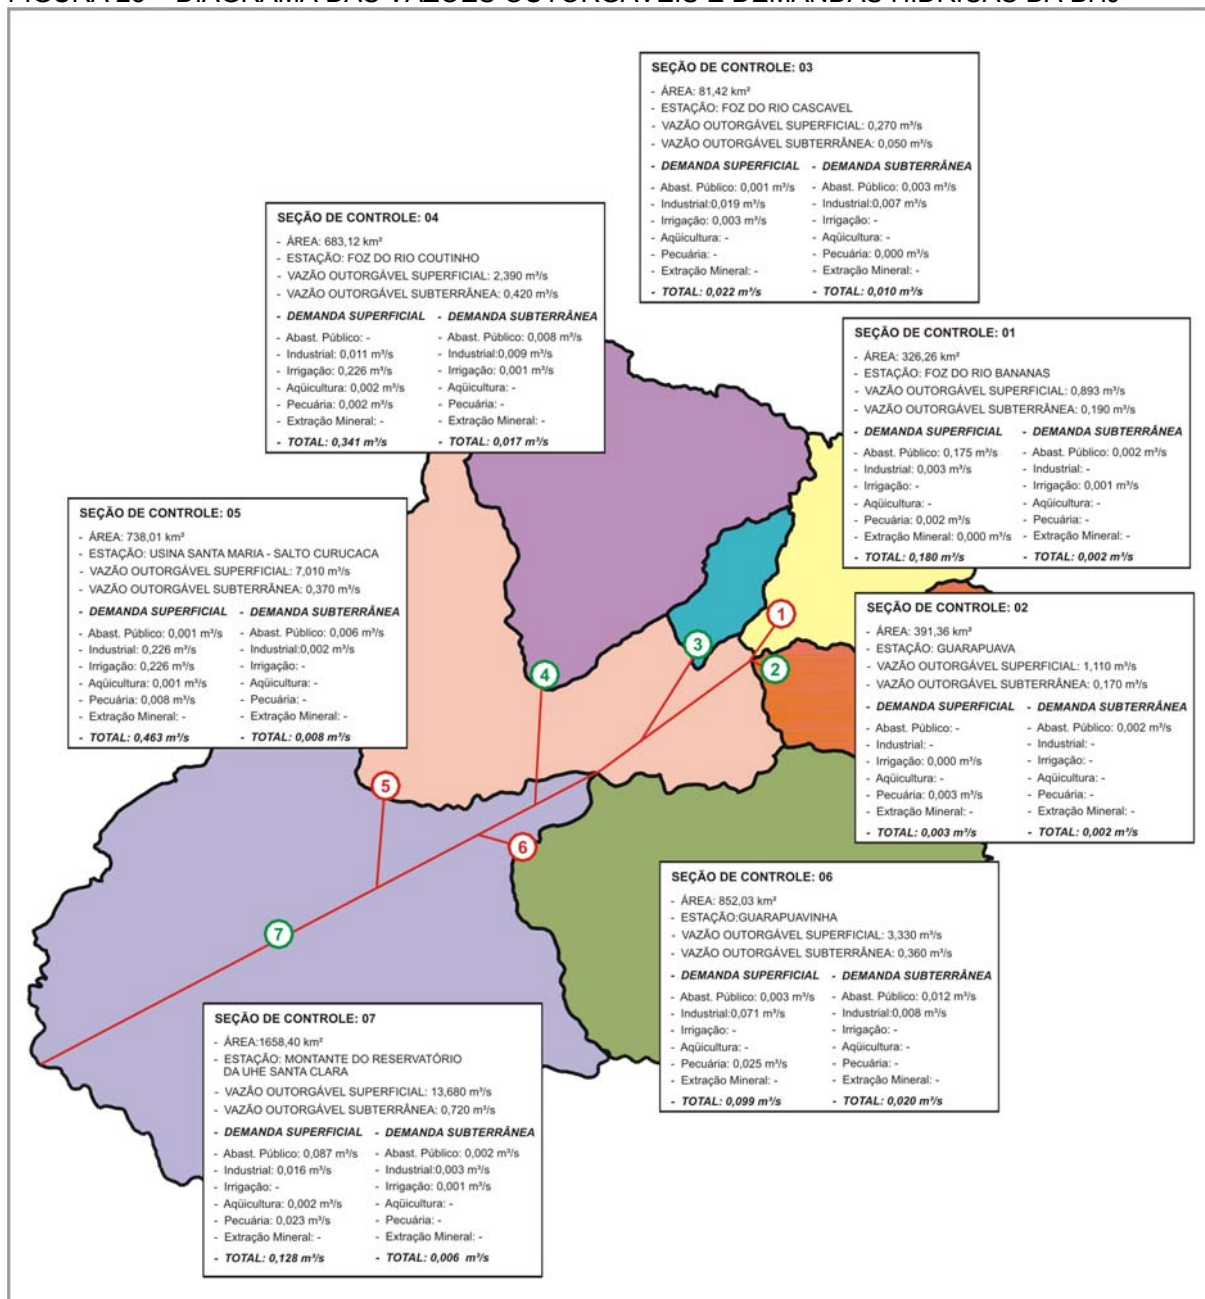 FIGURA 28 – DIAGRAMA DAS VAZÕES OUTORGÁVEIS E DEMANDAS HÍDRICAS DA
SEÇÃO DE CONTROLE: 03
- ÁREA: 81,42 km²
- ESTAÇÃO: FOZ DO RIO CASCAVEL
- VAZÃO OUTORGÁVEL SUPERFICIAL: 0,270 m³/s
- VAZÃO OUTORGÁVEL SUBTERRÂNEA: 0,050 m³/s
- DEMANDA SUPERFICIAL - DEMANDA SUBTERRÂNEA
- Abast. Público: 0,001 m³/s - Abast. Público: 0,003 m³/s
- Industrial:0,019 m³/s - Industrial:0,007 m³/s
- Irrigação: 0,003 m³/s - Irrigação: -
- Aqüicultura: - - Aqüicultura: -
- Pecuária: - - Pecuária: 0,000 m³/s
- Extração Mineral: - - Extração Mineral: -
- TOTAL: 0,022 m³/s - TOTAL: 0,010 m³/s
SEÇÃO DE CONTROLE: 04
- ÁREA: 683,12 km²
- ESTAÇÃO: FOZ DO RIO COUTINHO
- VAZÃO OUTORGÁVEL SUPERFICIAL: 2,390 m³/s
- VAZÃO OUTORGÁVEL SUBTERRÂNEA: 0,420 m³/s
- DEMANDA SUPERFICIAL - DEMANDA SUBTERRÂNEA
- Abast. Público: - - Abast. Público: 0,008 m³/s
- Industrial: 0,011 m³/s - Industrial:0,009 m³/s
- Irrigação: 0,226 m³/s - Irrigação: 0,001 m³/s
- Aqüicultura: 0,002 m³/s - Aqüicultura: -
- Pecuária: 0,002 m³/s - Pecuária: -
- Extração Mineral: - - Extração Mineral: -
- TOTAL: 0,341 m³/s - TOTAL: 0,017 m³/s
SEÇÃO DE CONTROLE: 01
- ÁREA: 326,26 km²
- ESTAÇÃO: FOZ DO RIO BANANAS
- VAZÃO OUTORGÁVEL SUPERFICIAL: 0,893 m³/s
- VAZÃO OUTORGÁVEL SUBTERRÂNEA: 0,190 m³/s
- DEMANDA SUPERFICIAL - DEMANDA SUBTERRÂNEA
- Abast. Público: 0,175 m³/s - Abast. Público: 0,002 m³/s
- Industrial: 0,003 m³/s - Industrial: -
- Irrigação: - - Irrigação: 0,001 m³/s
- Aqüicultura: - - Aqüicultura: -
- Pecuária: 0,002 m³/s - Pecuária: -
- Extração Mineral: 0,000 m³/s - Extração Mineral: -
- TOTAL: 0,180 m³/s - TOTAL: 0,002 m³/s
SEÇÃO DE CONTROLE: 05
- ÁREA: 738,01 km²
- ESTAÇÃO: USINA SANTA MARIA - SALTO CURUCACA
- VAZÃO OUTORGÁVEL SUPERFICIAL: 7,010 m³/s
- VAZÃO OUTORGÁVEL SUBTERRÂNEA: 0,370 m³/s
- DEMANDA SUPERFICIAL - DEMANDA SUBTERRÂNEA
- Abast. Público: 0,001 m³/s - Abast. Público: 0,006 m³/s
- Industrial: 0,226 m³/s - Industrial:0,002 m³/s
- Irrigação: 0,226 m³/s - Irrigação: -
- Aqüicultura: 0,001 m³/s - Aqüicultura: -
- Pecuária: 0,008 m³/s - Pecuária: -
- Extração Mineral: - - Extração Mineral: -
- TOTAL: 0,463 m³/s - TOTAL: 0,008 m³/s
SEÇÃO DE CONTROLE: 02
- ÁREA: 391,36 km²
- ESTAÇÃO: GUARAPUAVA
- VAZÃO OUTORGÁVEL SUPERFICIAL: 1,110 m³/s
- VAZÃO OUTORGÁVEL SUBTERRÂNEA: 0,170 m³/s
- DEMANDA SUPERFICIAL - DEMANDA SUBTERRÂNEA
- Abast. Público: - - Abast. Público: 0,002 m³/s
- Industrial: - - Industrial: -
- Irrigação: 0,000 m³/s - Irrigação: -
- Aqüicultura: - - Aqüicultura: -
- Pecuária: 0,003 m³/s - Pecuária: -
- Extração Mineral: - - Extração Mineral: -
- TOTAL: 0,003 m³/s - TOTAL: 0,002 m³/s
1
2
3
4
5
6
7
SEÇÃO DE CONTROLE: 06
- ÁREA: 852,03 km²
- ESTAÇÃO:GUARAPUAVINHA
- VAZÃO OUTORGÁVEL SUPERFICIAL: 3,330 m³/s
- VAZÃO OUTORGÁVEL SUBTERRÂNEA: 0,360 m³/s
- DEMANDA SUPERFICIAL - DEMANDA SUBTERRÂNEA
- Abast. Público: 0,003 m³/s - Abast. Público: 0,012 m³/s
- Industrial:0,071 m³/s - Industrial:0,008 m³/s
- Irrigação: - - Irrigação: -
- Aqüicultura: - - Aqüicultura: -
- Pecuária: 0,025 m³/s - Pecuária: -
- Extração Mineral: - - Extração Mineral: -
- TOTAL: 0,099 m³/s - TOTAL: 0,020 m³/s
SEÇÃO DE CONTROLE: 07
- ÁREA:1658,40 km²
- ESTAÇÃO: MONTANTE DO RESERVATÓRIO
DA UHE SANTA CLARA
- VAZÃO OUTORGÁVEL SUPERFICIAL: 13,680 m³/s
- VAZÃO OUTORGÁVEL SUBTERRÂNEA: 0,720 m³/s
- DEMANDA SUPERFICIAL - DEMANDA SUBTERRÂNEA
- Abast. Público: 0,087 m³/s - Abast. Público: 0,002 m³/s
- Industrial: 0,016 m³/s - Industrial:0,003 m³/s
- Irrigação: - - Irrigação: 0,001 m³/s
- Aqüicultura: 0,002 m³/s - Aqüicultura: -
- Pecuária: 0,023 m³/s - Pecuária: -
- Extração Mineral: - - Extração Mineral: -
- TOTAL: 0,128 m³/s - TOTAL: 0,006 m³/s